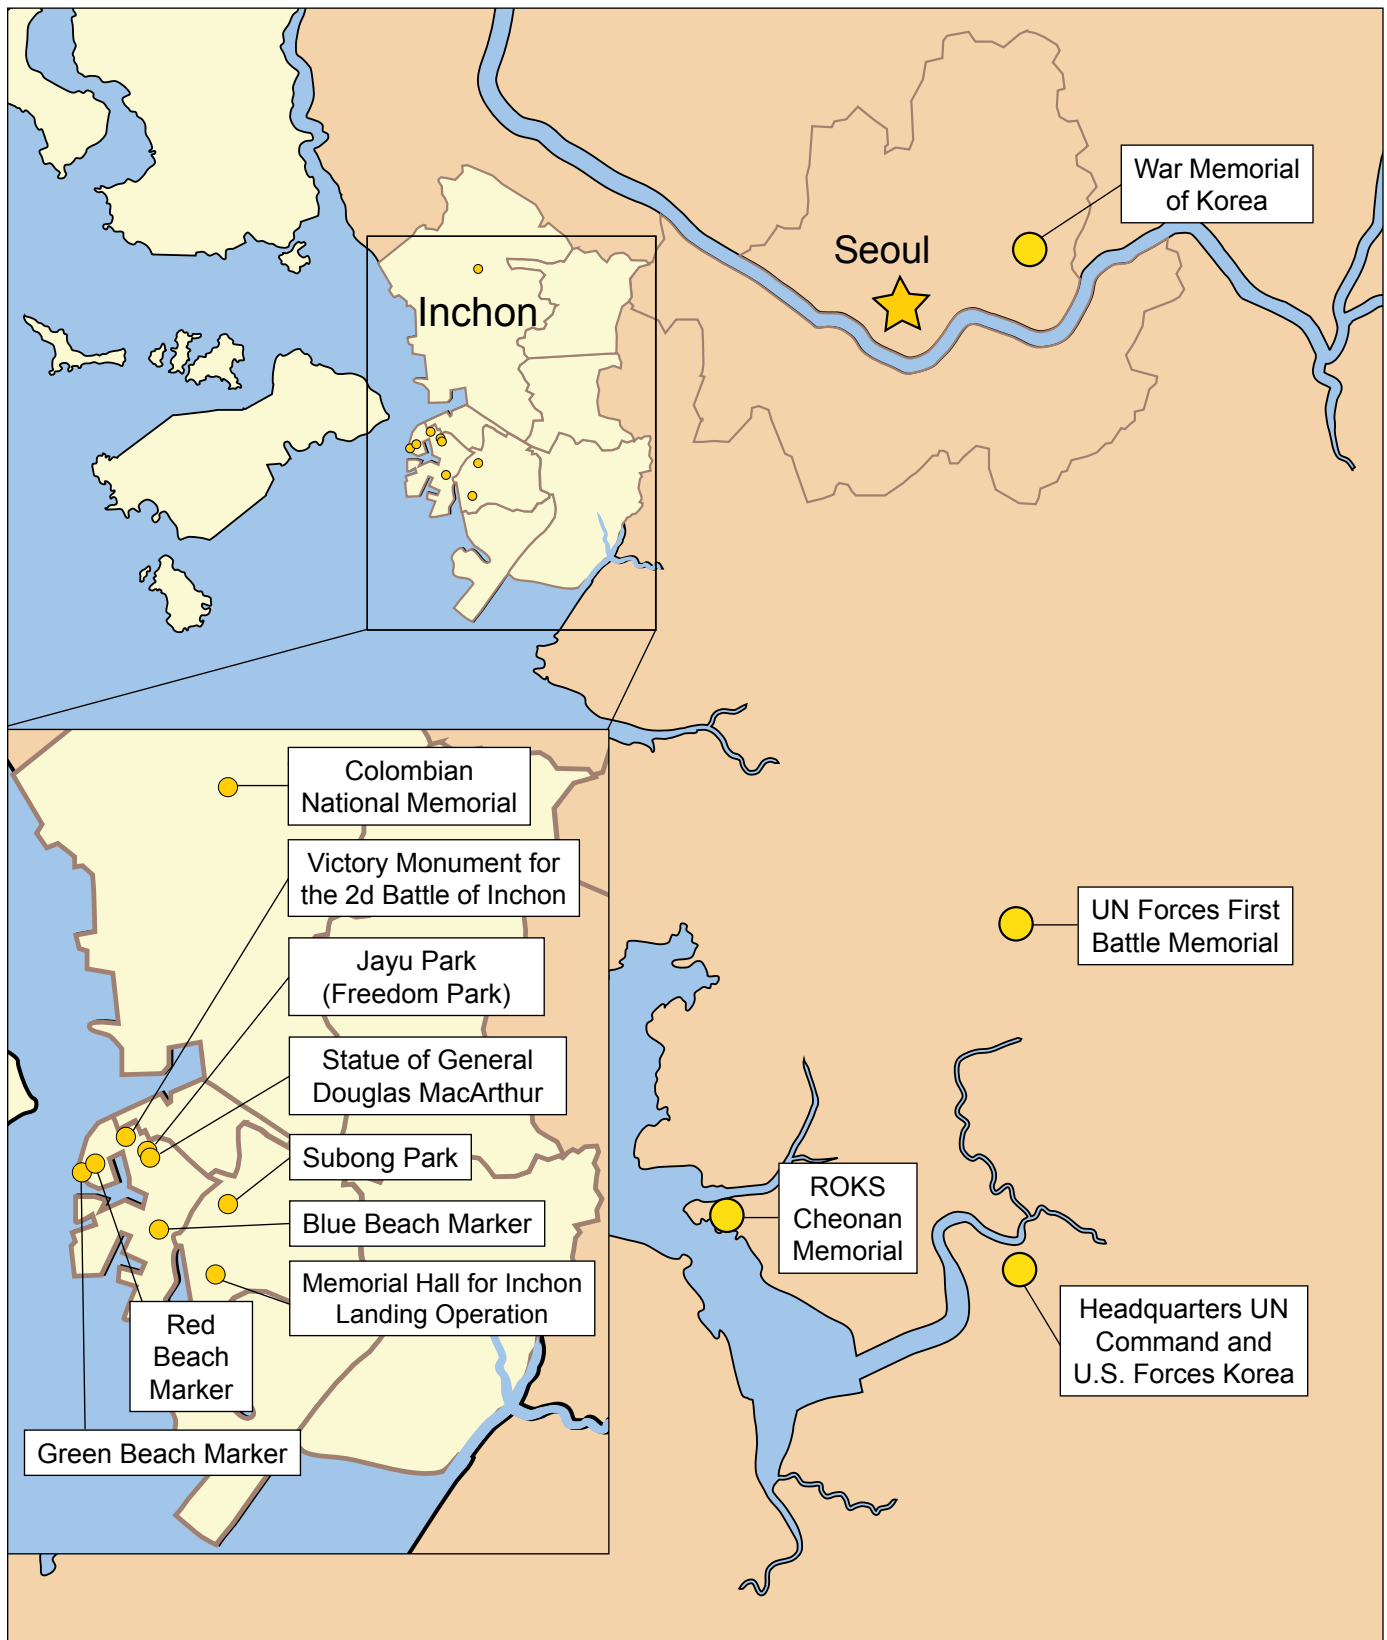 War Memorial
of Korea
Seoul
Inchon
Colombian
National Memorial
Victory Monument for
the 2d Battle of Inchon
Jayu Park
(Freedom Park)
Statue of General
Douglas MacArthur
Subong Park
Blue Beach Marker
Memorial Hall for Inchon
Landing Operation
Red
Beach
Marker
Green Beach Marker
UN Forces First
Battle Memorial
ROKS
Cheonan
Memorial
Headquarters UN
Command and
U.S. Forces Korea